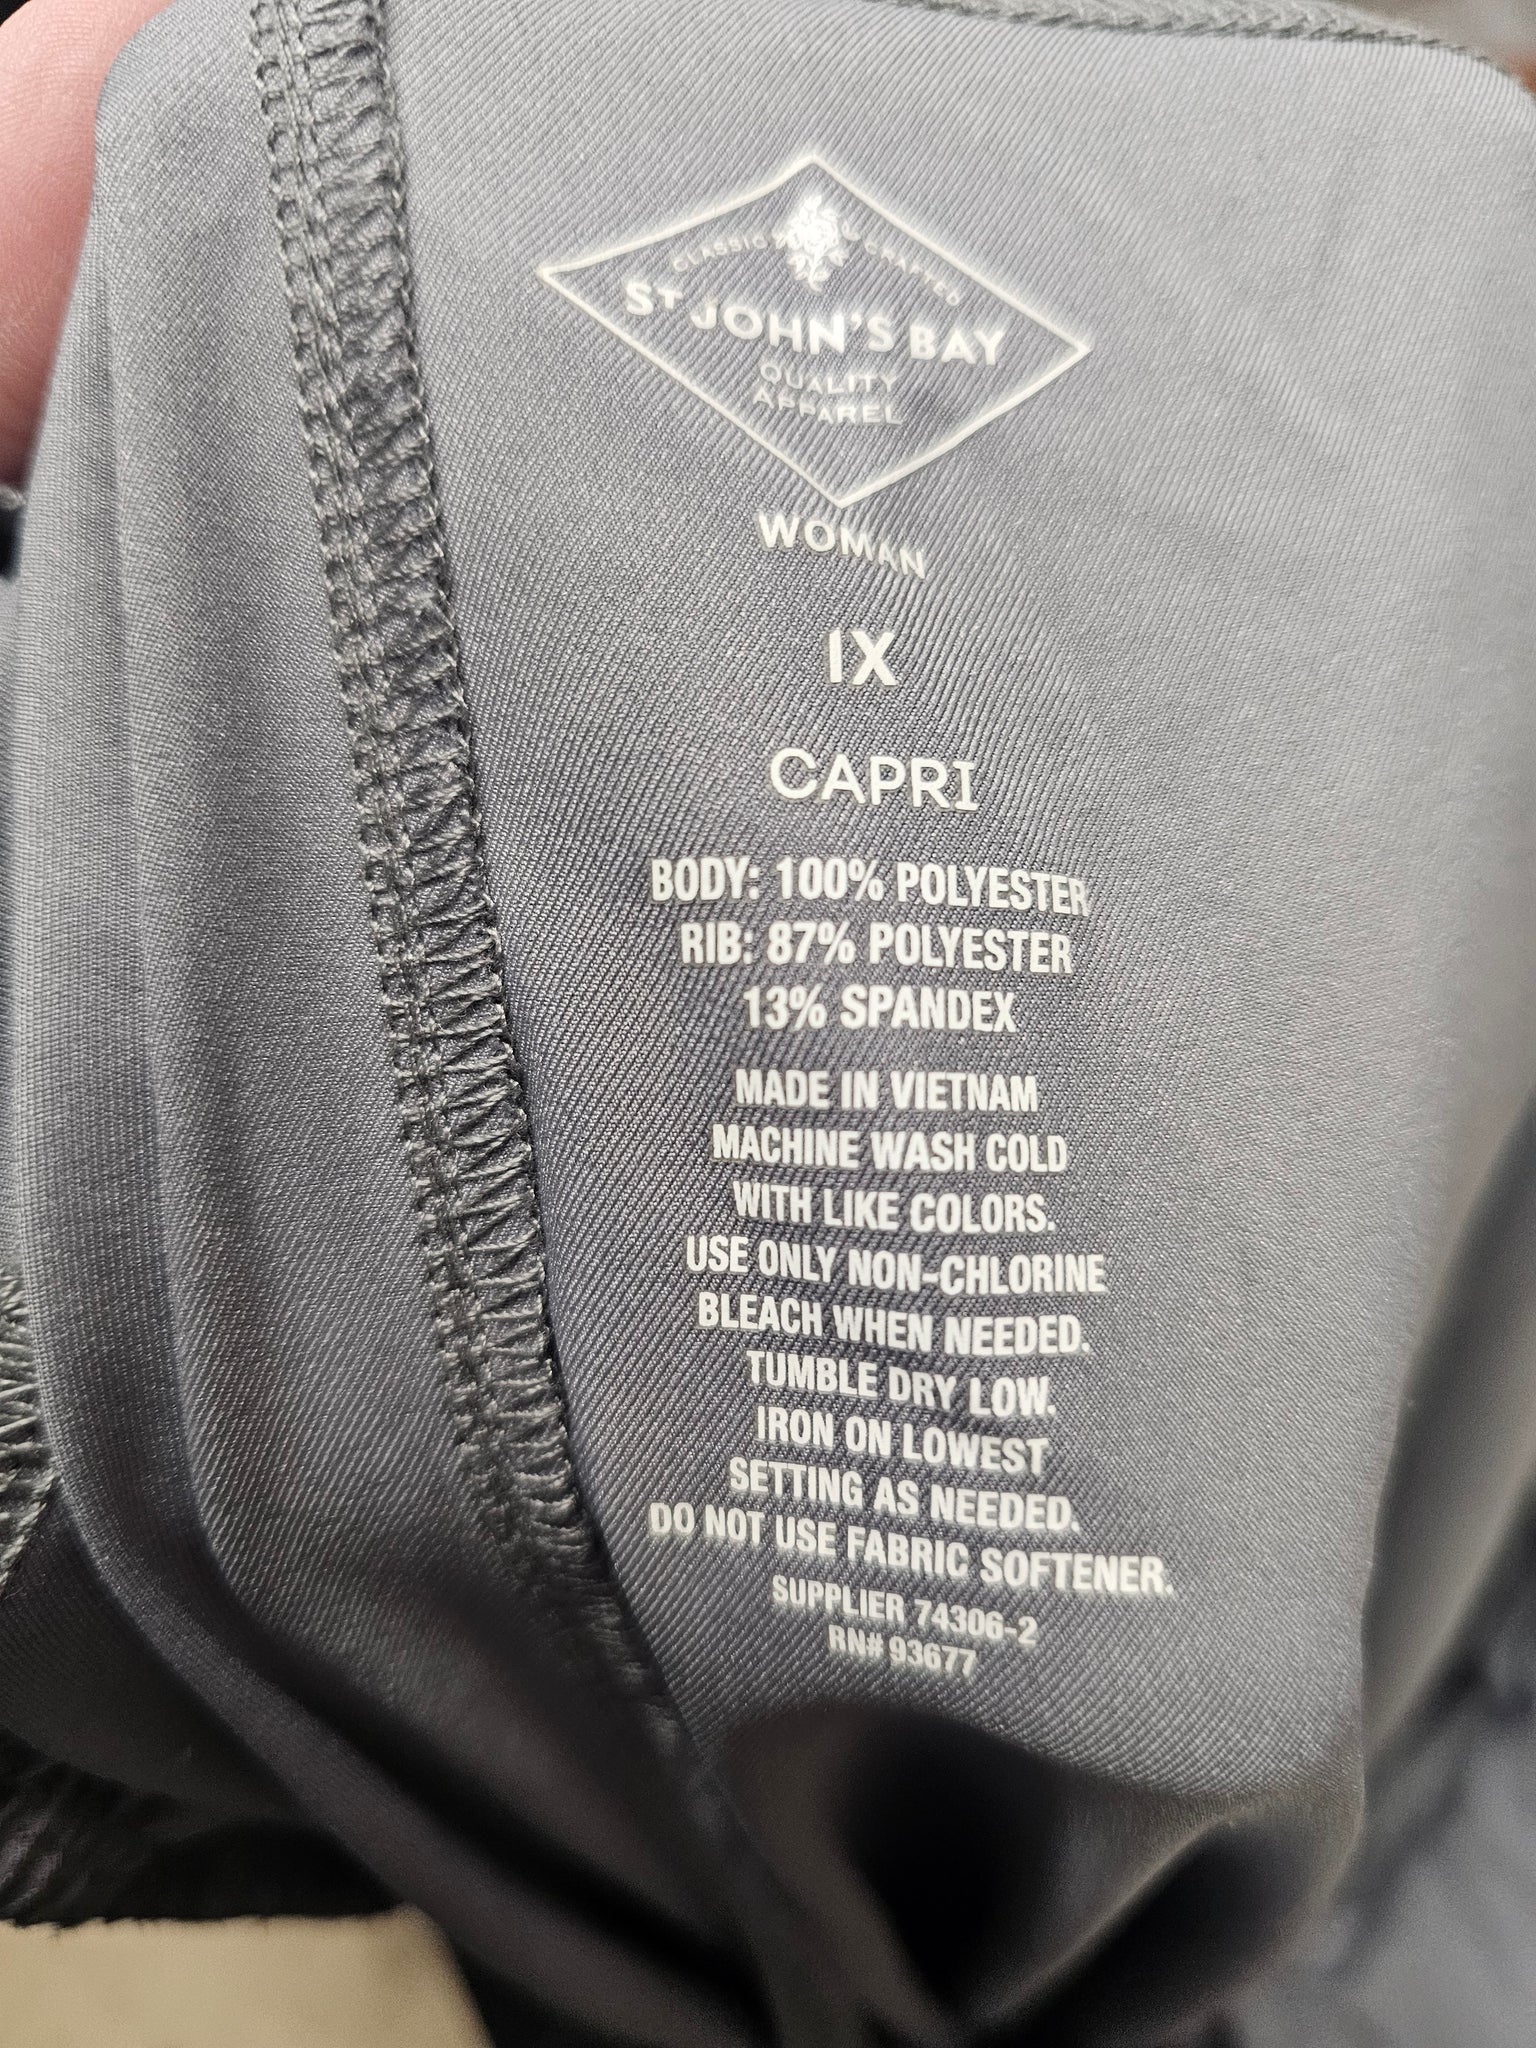 CLASSIC CRAFTED
ST JOHN'S BAY
QUALITY
APPAREL
WOMAN
1X
CAPRI
BODY: 100% POLYESTER
RIB: 87% POLYESTER
13% SPANDEX
MADE IN VIETNAM
MACHINE WASH COLD
WITH LIKE COLORS.
USE ONLY NON-CHLORINE
BLEACH WHEN NEEDED.
TUMBLE DRY LOW.
IRON ON LOWEST
SETTING AS NEEDED.
DO NOT USE FABRIC SOFTENER.
SUPPLIER 74306-2
RN# 93677